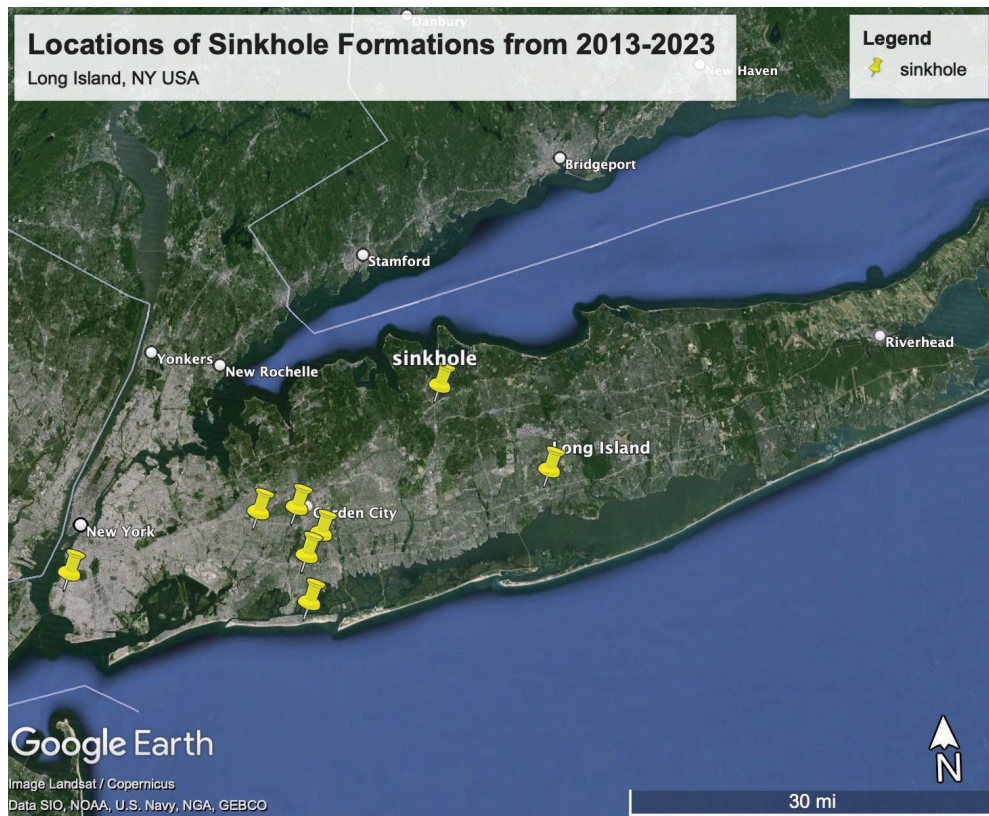 Danbury
Locations of Sinkhole Formations from 2013-2023
Long Island, NY USA
Legend
sinkhole
New Haven
Bridgeport
Stamford
Yonkers
New Rochelle
sinkhole
Riverhead
Long Island
Garden City
New York
Google Earth
Image Landsat / Copernicus
Data SIO, NOAA, U.S. Navy, NGA, GEBCO
N
30 mi